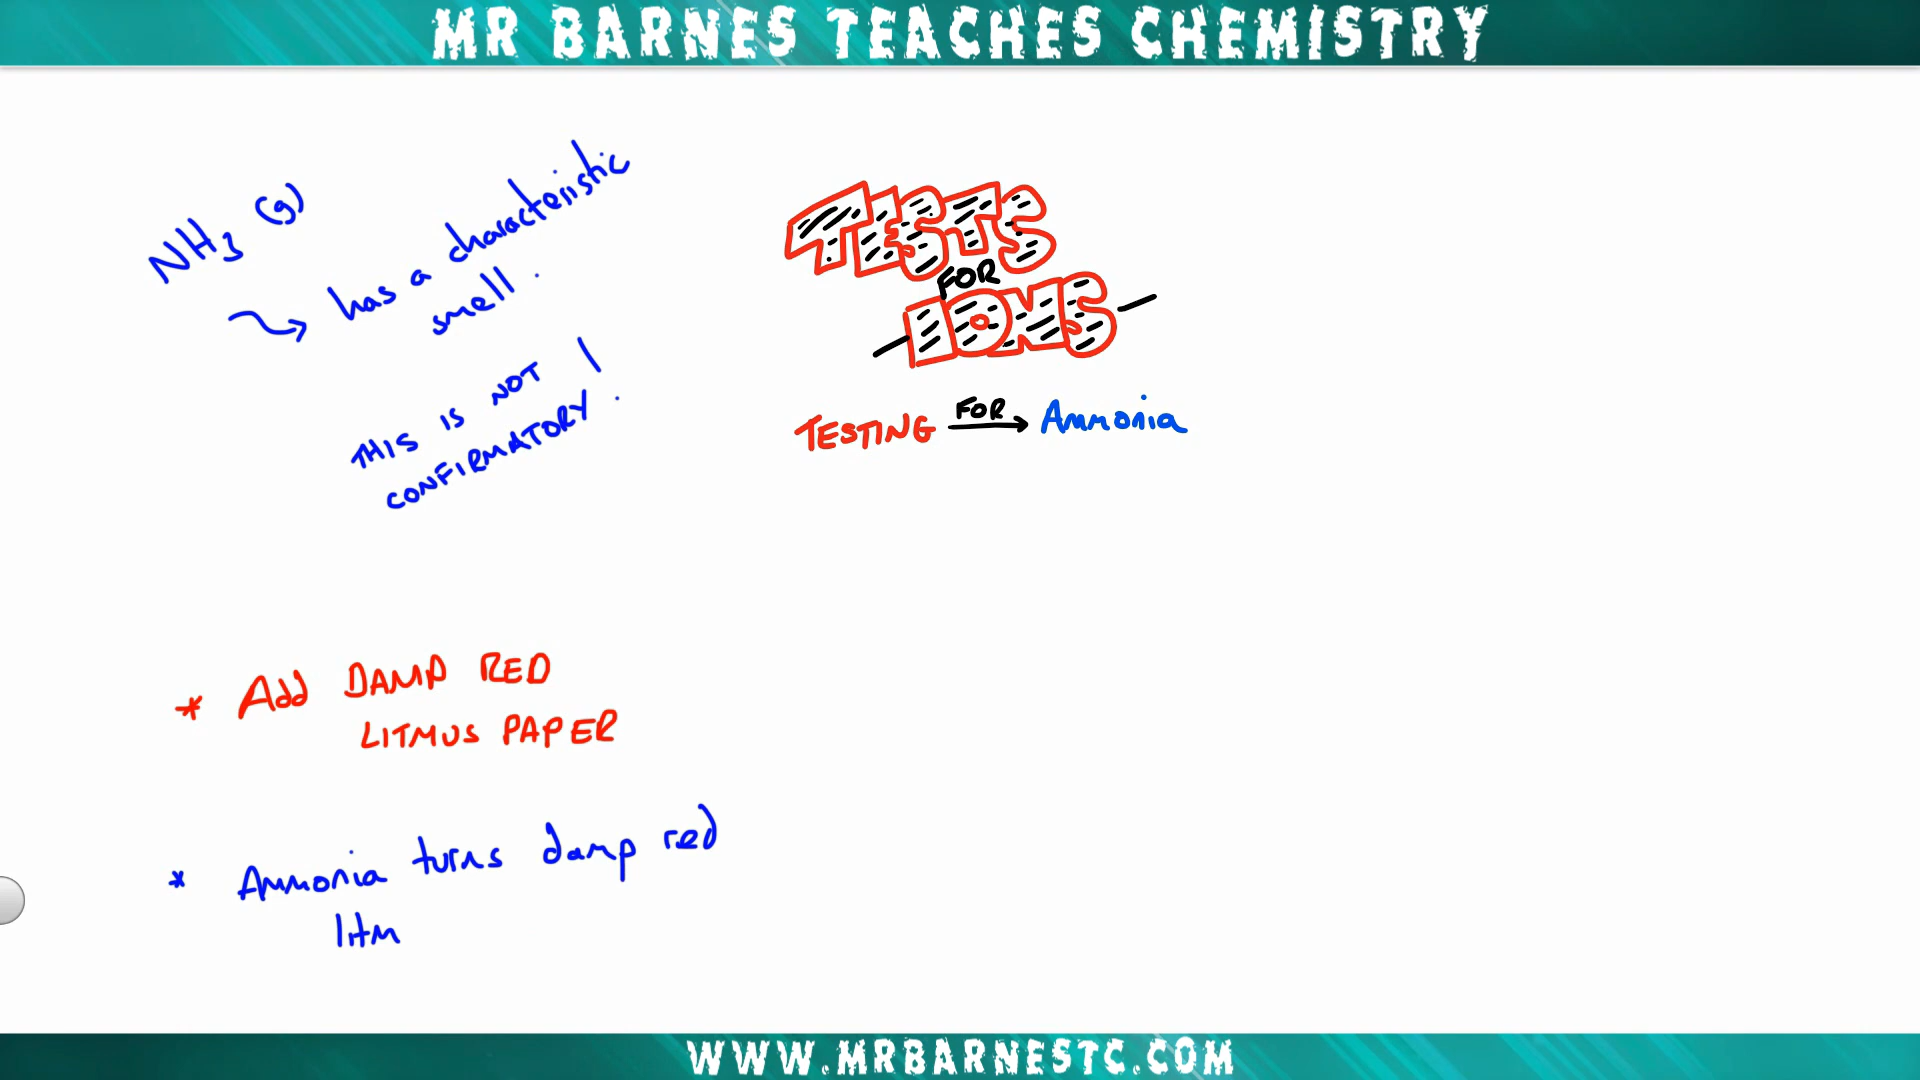 MR BARNES TEACHES CHEMISTRY
NH3 (g)
has a characteristic
smell.
THIS IS NOT
CONFIRMATORY!
TESTS
FOR
IONS
TESTING FOR Ammonia
* Add DAMP RED
LITMUS PAPER
* Ammonia turns damp red
litm
WWW.MRBARNESTC.COM